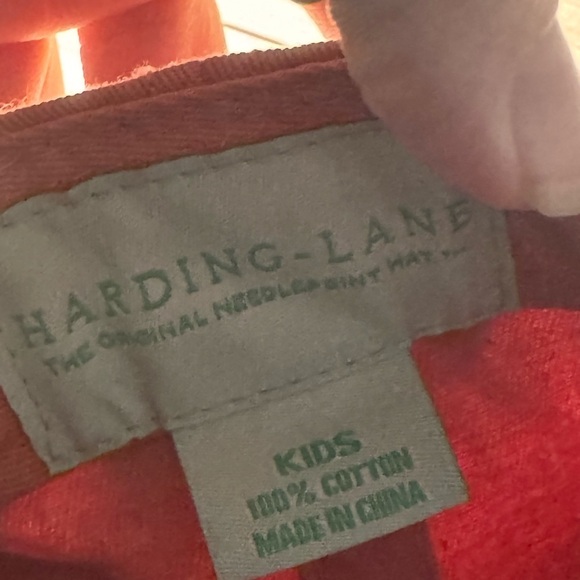 HARDING-LANE
THE ORIGINAL NEEDLEPOINT HAT
KIDS
100% COTTON
MADE IN CHINA